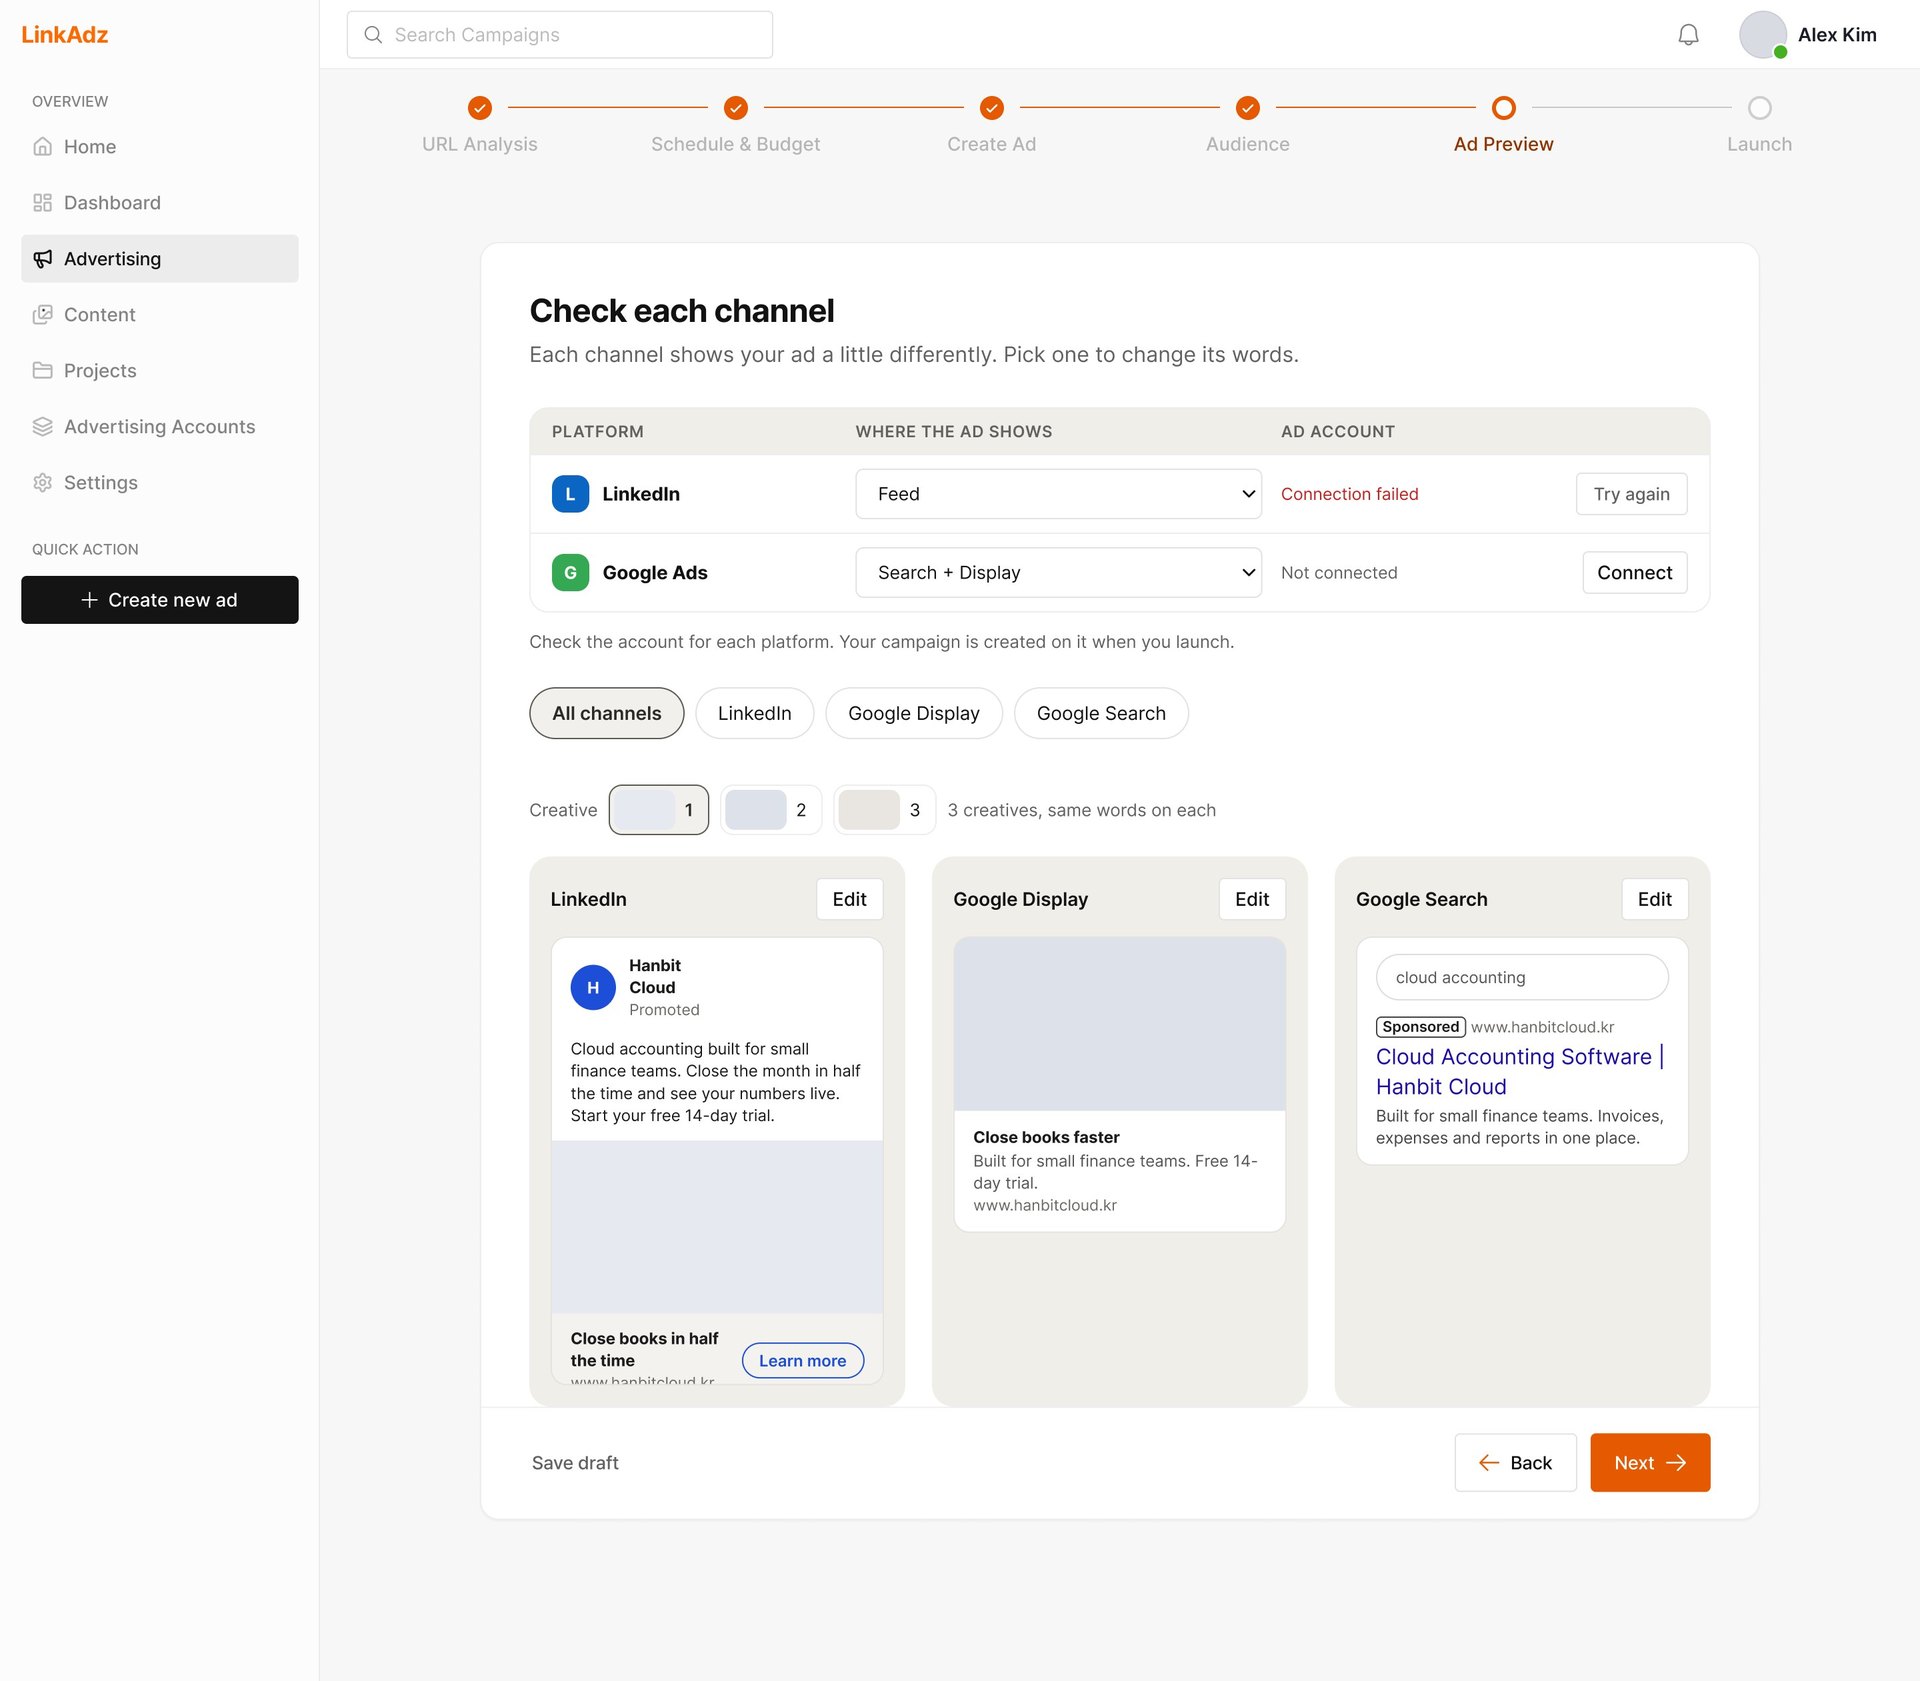 LinkAdz
Search Campaigns
Alex Kim
OVERVIEW
Home
Dashboard
Advertising
Content
Projects
Advertising Accounts
Settings
QUICK ACTION
Create new ad
URL Analysis
Schedule & Budget
Create Ad
Audience
Ad Preview
Launch
Check each channel
Each channel shows your ad a little differently. Pick one to change its words.
PLATFORM WHERE THE AD SHOWS AD ACCOUNT
L LinkedIn Feed Connection failed Try again
G Google Ads Search + Display Not connected Connect
Check the account for each platform. Your campaign is created on it when you launch.
All channels LinkedIn Google Display Google Search
Creative 1 2 3 3 creatives, same words on each
LinkedIn Edit
H
Hanbit
Cloud
Promoted
Cloud accounting built for small
finance teams. Close the month in half
the time and see your numbers live.
Start your free 14-day trial.
Close books in half
the time
www.hanbitcloud.kr
Learn more
Google Display Edit
Close books faster
Built for small finance teams. Free 14-
day trial.
www.hanbitcloud.kr
Google Search Edit
cloud accounting
Sponsored www.hanbitcloud.kr
Cloud Accounting Software |
Hanbit Cloud
Built for small finance teams. Invoices,
expenses and reports in one place.
Save draft
Back
Next